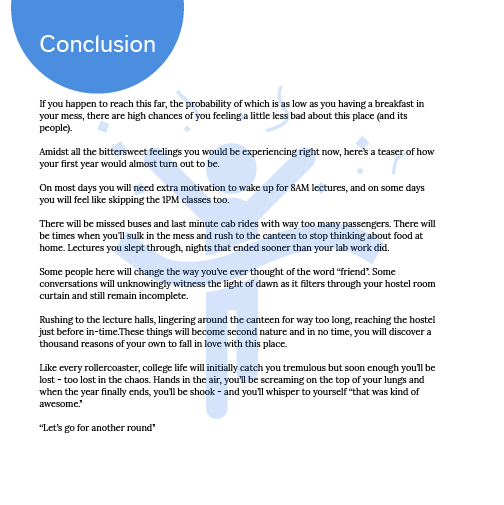 Conclusion
If you happen to reach this far, the probability of which is as low as you having a breakfast in
your mess, there are high chances of you feeling a little less bad about this place (and its
people).
Amidst all the bittersweet feelings you would be experiencing right now, here's a teaser of how
your first year would almost turn out to be.
On most days you will need extra motivation to wake up for 8AM lectures, and on some days
you will feel like skipping the 1PM classes too.
There will be missed buses and last minute cab rides with way too many passengers. There will
be times when you'll sulk in the mess and rush to the canteen to stop thinking about food at
home. Lectures you slept through, nights that ended sooner than your lab work did.
Some people here will change the way you've ever thought of the word "friend". Some
conversations will unknowingly witness the light of dawn as it filters through your hostel room
curtain and still remain incomplete.
Rushing to the lecture halls, lingering around the canteen for way too long, reaching the hostel
just before in-time.These things will become second nature and in no time, you will discover a
thousand reasons of your own to fall in love with this place.
Like every rollercoaster, college life will initially catch you tremulous but soon enough you'll be
lost - too lost in the chaos. Hands in the air, you'll be screaming on the top of your lungs and
when the year finally ends, you'll be shook - and you'll whisper to yourself "that was kind of
awesome."
"Let's go for another round"